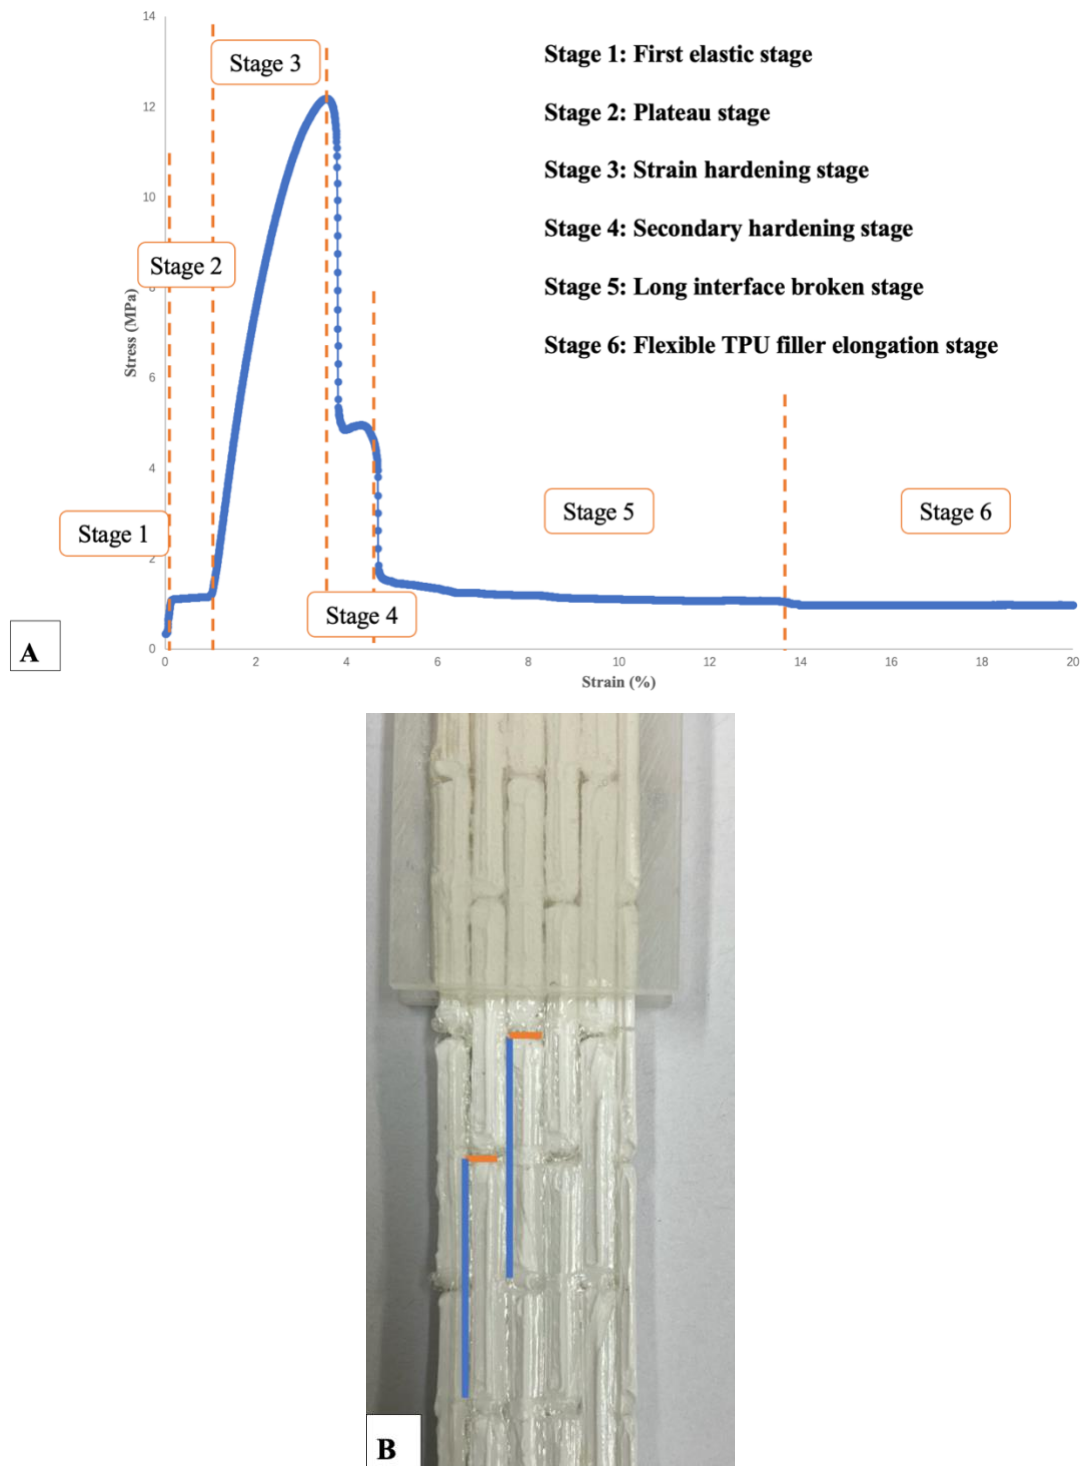 14
Stage 3
Stage 1: First elastic stage
12
Stage 2: Plateau stage
10
Stage 3: Strain hardening stage
Stage 4: Secondary hardening stage
Stage 2
8
Stage 5: Long interface broken stage
Stress (MPa)
Stage 6: Flexible TPU filler elongation stage
6
4
Stage 5
Stage 6
Stage 1
2
Stage 4
A
0
0 2 4 6 8 10 12 14 16 18 20
Strain (%)
B